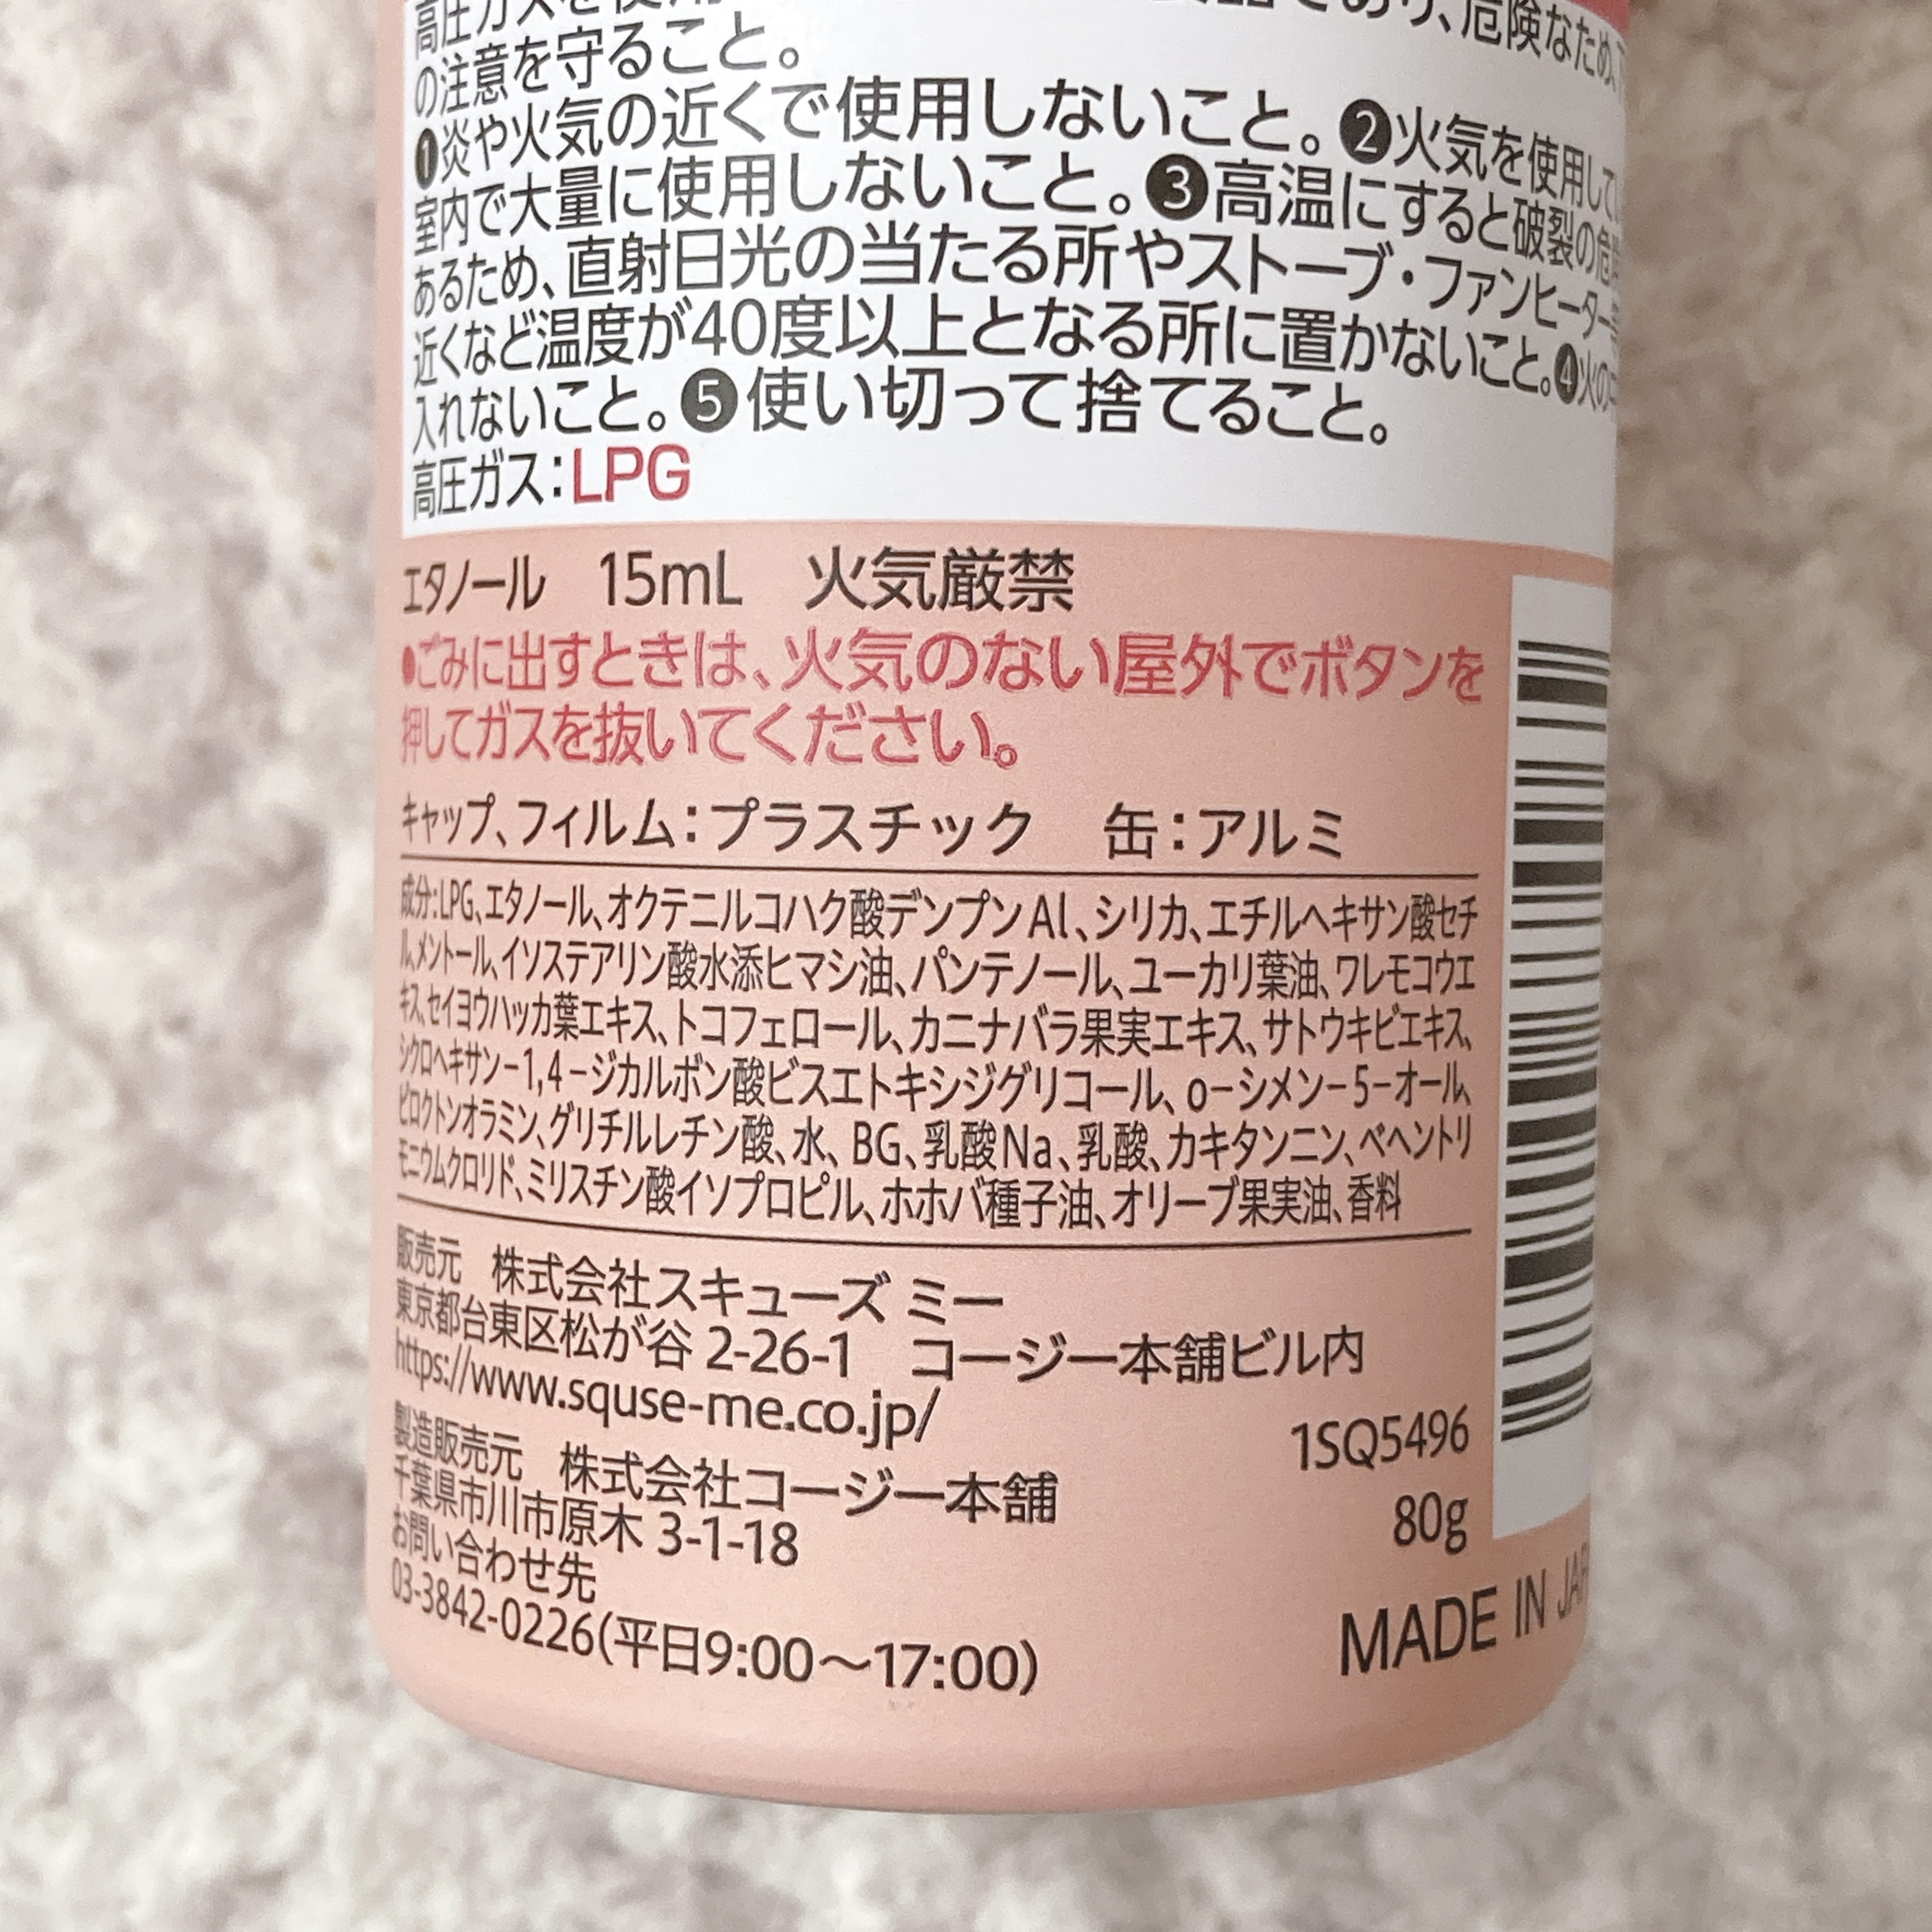 高圧ガスを使用
であり、危険なため、
の注意を守ること。
❶炎や火気の近くで使用しないこと。❷火気を使用して
室内で大量に使用しないこと。❸高温にすると破裂の危険
あるため、直射日光の当たる所やストーブ・ファンヒーター等
近くなど温度が40度以上となる所に置かないこと。❹火の
入れないこと。❺使い切って捨てること。
高圧ガス:LPG
エタノール 15mL 火気厳禁
●ごみに出すときは、火気のない屋外でボタンを
押してガスを抜いてください。
キャップ、フィルム:プラスチック 缶:アルミ
成分:LPG、エタノール、オクテニルコハク酸デンプンAl、シリカ、エチルヘキサン酸セチ
ル、メントール、イソステアリン酸水添ヒマシ油、パンテノール、ユーカリ葉油、ワレモコウエ
キス、セイヨウハッカ葉エキス、トコフェロール、カニナバラ果実エキス、サトウキビエキス、
シクロヘキサン-1,4-ジカルボン酸ビスエトキシジグリコール、o-シメン-5-オール、
ピロクトンオラミン、グリチルレチン酸、水、BG、乳酸Na、乳酸、カキタンニン、ベヘントリ
モニウムクロリド、ミリスチン酸イソプロピル、ホホバ種子油、オリーブ果実油、香料
販売元 株式会社スキューズ ミー
東京都台東区松が谷 2-26-1 コージー本舗ビル内
https://www.squse-me.co.jp/
製造販売元 株式会社コージー本舗
千葉県市川市原木 3-1-18
お問い合わせ先
03-3842-0226(平日9:00～17:00)
1SQ5496
80g
MADE IN